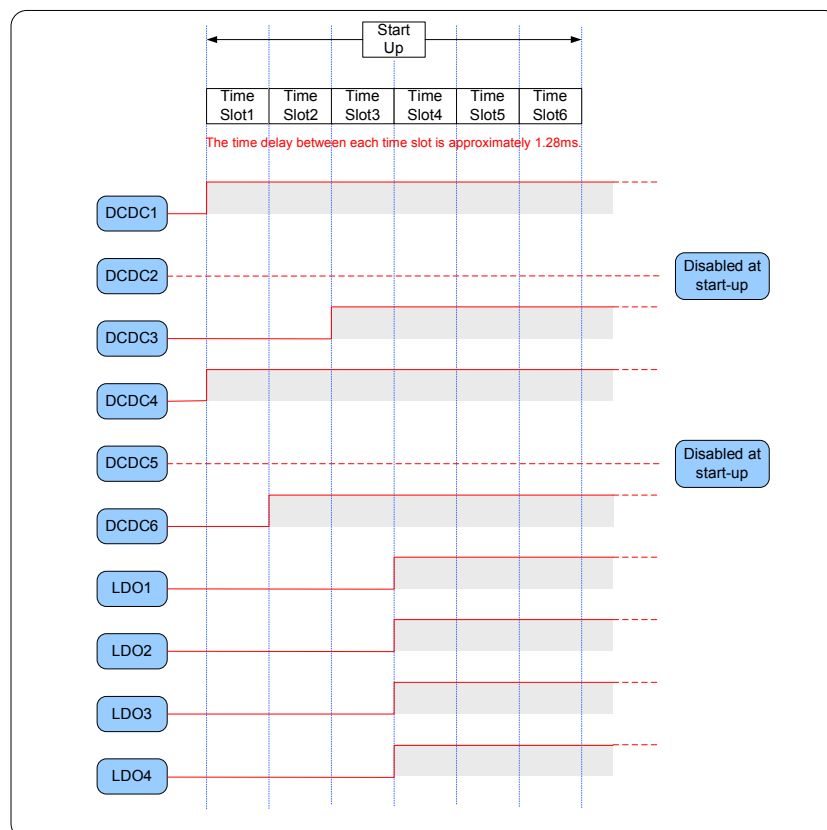 Start
Up
Time
Slot1
Time
Slot2
Time
Slot3
Time
Slot4
Time
Slot5
Time
Slot6
The time delay between each time slot is approximately 1.28ms.
DCDC1
DCDC2
Disabled at
start-up
DCDC3
DCDC4
DCDC5
Disabled at
start-up
DCDC6
LDO1
LDO2
LDO3
LDO4